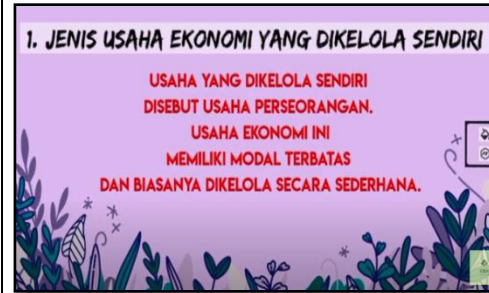 1. JENIS USAHA EKONOMI YANG DIKELOLA SENDIRI
USAHA YANG DIKELOLA SENDIRI
DISEBUT USAHA PERSEORANGAN.
USAHA EKONOMI INI
MEMILIKI MODAL TERBATAS
DAN BIASANYA DIKELOLA SECARA SEDERHANA.